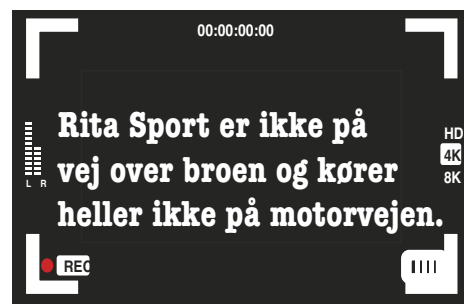 00:00:00:00
Rita Sport er ikke på
vej over broen og kører
heller ikke på motorvejen.
HD
4K
8K
L R
REC